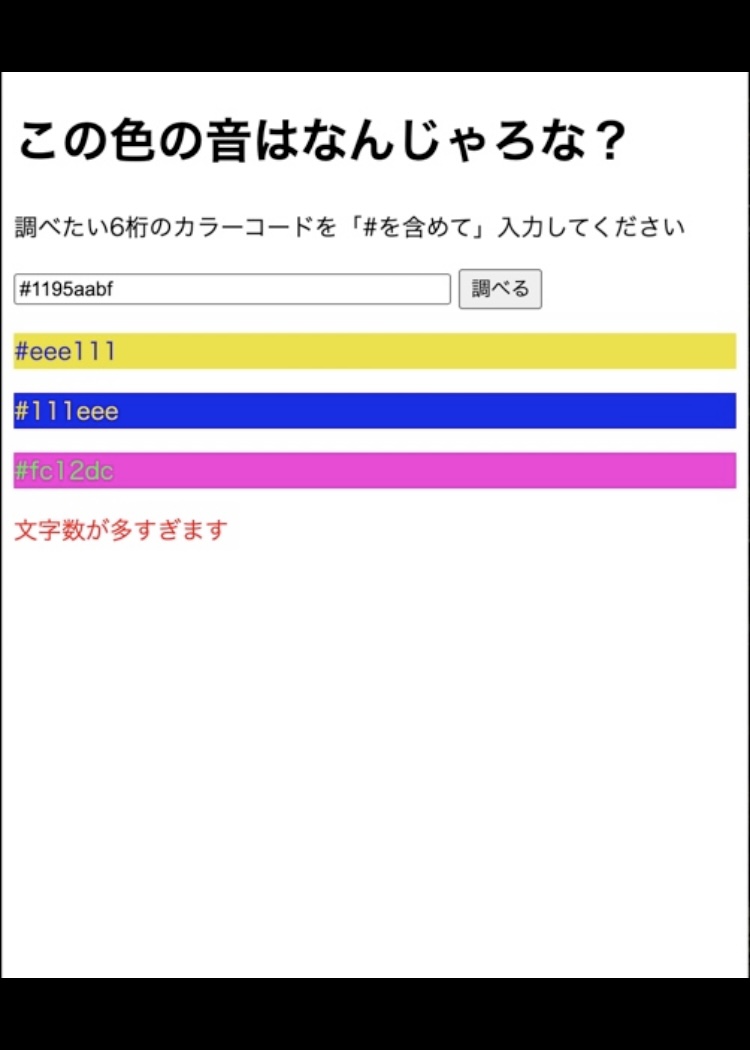 この色の音はなんじゃろな？
調べたい6桁のカラーコードを「#を含めて」入力してください
#1195aabf 調べる
#eee111
#111eee
#fc12dc
文字数が多すぎます